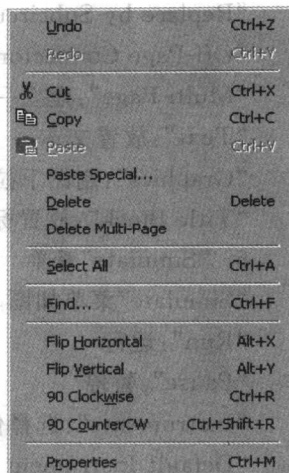 Undo Ctrl+Z
Redo Ctrl+Y
Cut Ctrl+X
Copy Ctrl+C
Paste Ctrl+V
Paste Special...
Delete Delete
Delete Multi-Page
Select All Ctrl+A
Find... Ctrl+F
Flip Horizontal Alt+X
Flip Vertical Alt+Y
90 Clockwise Ctrl+R
90 CounterCW Ctrl+Shift+R
Properties Ctrl+M